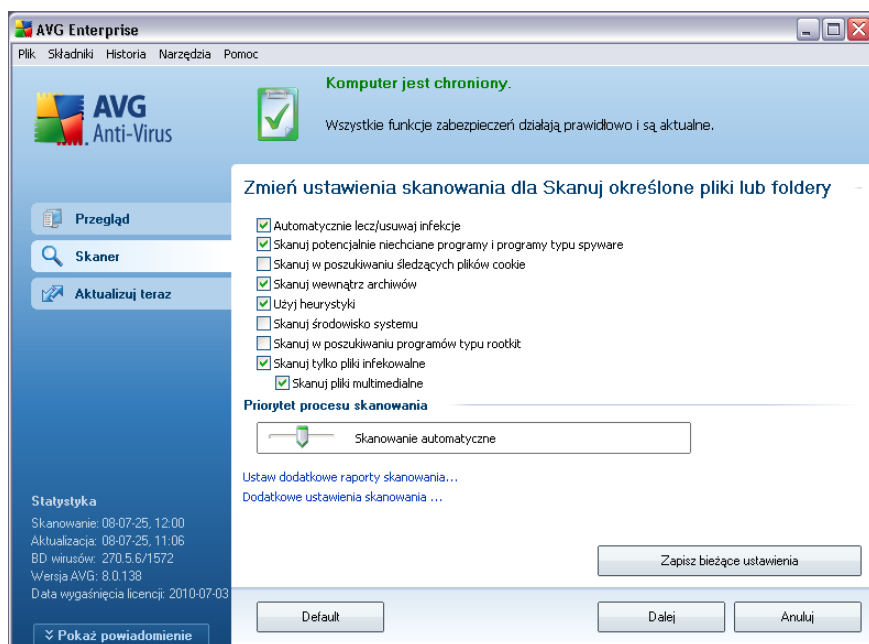 AVG Enterprise
Plik Składniki Historia Narzędzia Pomoc
AVG
Anti-Virus
Komputer jest chroniony.
Wszystkie funkcje zabezpieczeń działają prawidłowo i są aktualne.
Przegląd
Skaner
Aktualizuj teraz
Zmień ustawienia skanowania dla Skanuj określone pliki lub foldery
Automatycznie lecz/usuwaj infekcje
Skanuj potencjalnie niechciane programy i programy typu spyware
Skanuj w poszukiwaniu śledzących plików cookie
Skanuj wewnątrz archiwów
Użyj heurystyki
Skanuj środowisko systemu
Skanuj w poszukiwaniu programów typu rootkit
Skanuj tylko pliki infekowalne
Skanuj pliki multimedialne
Priorytet procesu skanowania
Skanowanie automatyczne
Ustaw dodatkowe raporty skanowania...
Dodatkowe ustawienia skanowania ...
Zapisz bieżące ustawienia
Default
Dalej
Anuluj
Statystyka
Skanowanie: 08-07-25, 12:00
Aktualizacja: 08-07-25, 11:06
BD wirusów: 270.5.6/1572
Wersja AVG: 8.0.138
Data wygaśnięcia licencji: 2010-07-03
Pokaż powiadomienie